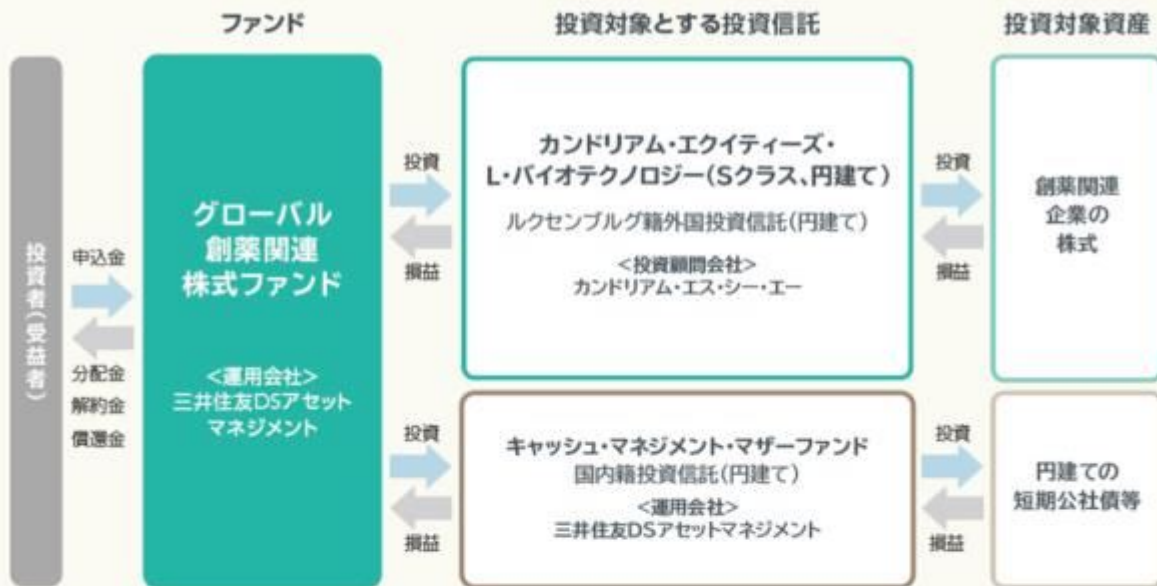 ファンド
投資対象とする投資信託
投資対象資産
投資者(受益者)
申込金
分配金
解約金
償還金
グローバル
創薬関連
株式ファンド
<運用会社>
三井住友DSアセット
マネジメント
投資
損益
カンドリアム・エクイティーズ・
L・バイオテクノロジー(Sクラス、円建て)
ルクセンブルグ籍外国投資信託(円建て)
<投資顧問会社>
カンドリアム・エス・シー・エー
投資
損益
創薬関連
企業の
株式
投資
損益
キャッシュ・マネジメント・マザーファンド
国内籍投資信託(円建て)
<運用会社>
三井住友DSアセットマネジメント
投資
損益
円建ての
短期公社債等